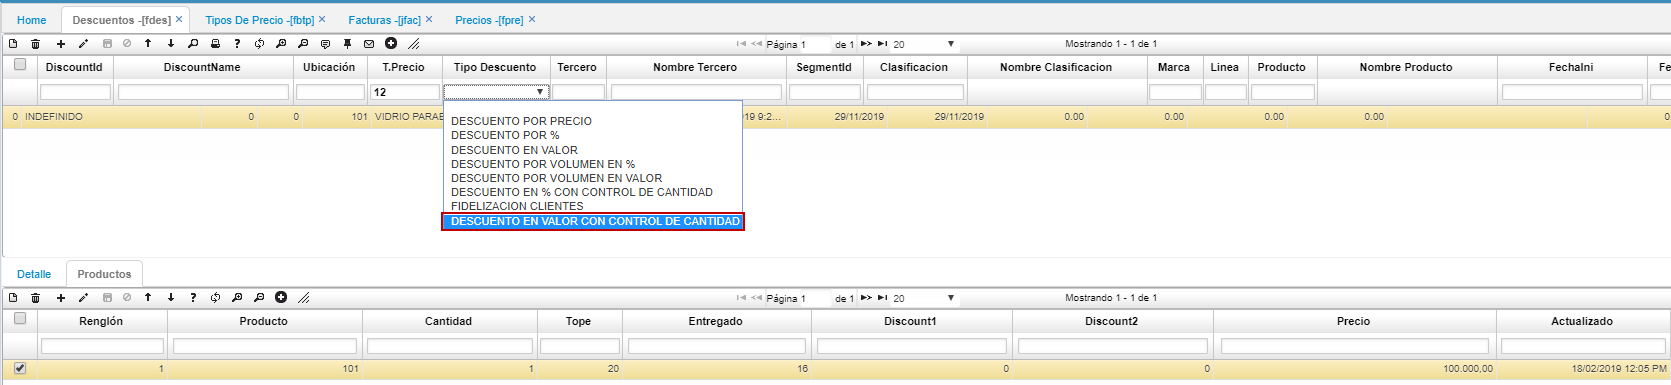 Home Descuentos -[fdes] × Tipos De Precio -[fbtp] × Facturas -[jfac] × Precios -[fpre] ×
Página 1 de 1 20 Mostrando 1 - 1 de 1
DiscountId DiscountName Ubicación T.Precio Tipo Descuento Tercero Nombre Tercero SegmentId Clasificacion Nombre Clasificacion Marca Linea Producto Nombre Producto FechaIni Fe
12
0 INDEFINIDO 0 0 101 VIDRIO PARAB 019 9:2... 29/11/2019 29/11/2019 0.00 0.00 0.00 0.00 0
DESCUENTO POR PRECIO
DESCUENTO POR %
DESCUENTO EN VALOR
DESCUENTO POR VOLUMEN EN %
DESCUENTO POR VOLUMEN EN VALOR
DESCUENTO EN % CON CONTROL DE CANTIDAD
FIDELIZACION CLIENTES
DESCUENTO EN VALOR CON CONTROL DE CANTIDAD
Detalle Productos
Página 1 de 1 20 Mostrando 1 - 1 de 1
Renglón Producto Cantidad Tope Entregado Discount1 Discount2 Precio Actualizado
1 101 1 20 16 0 0 100.000,00 18/02/2019 12:05 PM